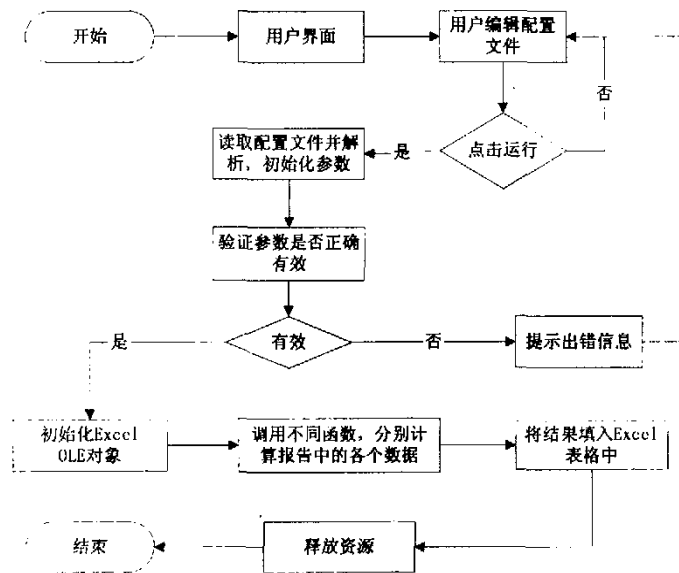 开始
用户界面
用户编辑配置
文件
否
读取配置文件并解
析，初始化参数
是
点击运行
验证参数是否正确
有效
是
有效
否
提示出错信息
初始化Excel
OLE对象
调用不同函数，分别计
算报告中的各个数据
将结果填入Excel
表格中
结束
释放资源